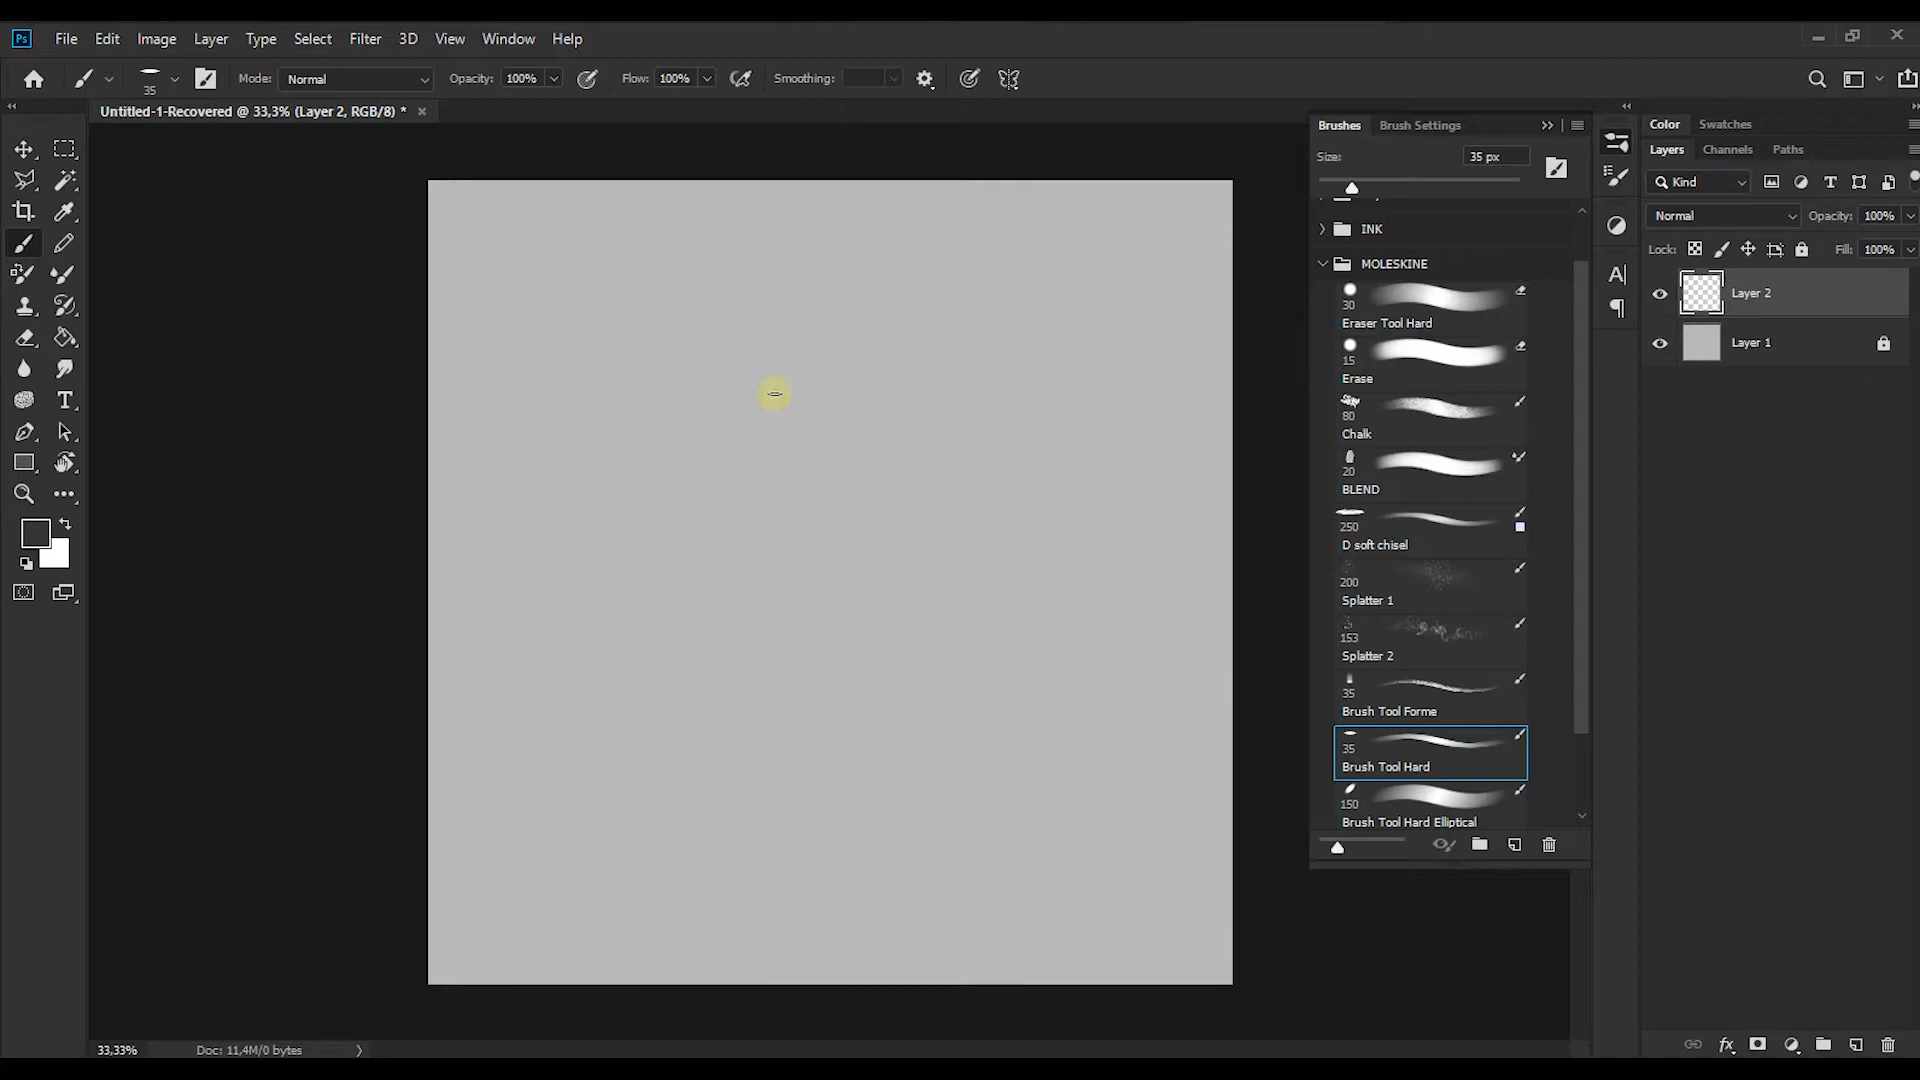 Ps File Edit Image Layer Type Select Filter 3D View Window Help
35 Mode: Normal Opacity: 100% Flow: 100% Smoothing:
Untitled-1-Recovered @ 33,3% (Layer 2, RGB/8) *
Brushes Brush Settings
Size: 35 px
INK
MOLESKINE
30
Eraser Tool Hard
15
Erase
80
Chalk
20
BLEND
250
D soft chisel
200
Splatter 1
153
Splatter 2
35
Brush Tool Forme
35
Brush Tool Hard
150
Brush Tool Hard Elliptical
Color Swatches
Layers Channels Paths
Kind
Normal Opacity: 100%
Lock: Fill: 100%
Layer 2
Layer 1
fx
33,33% Doc: 11,4M/0 bytes